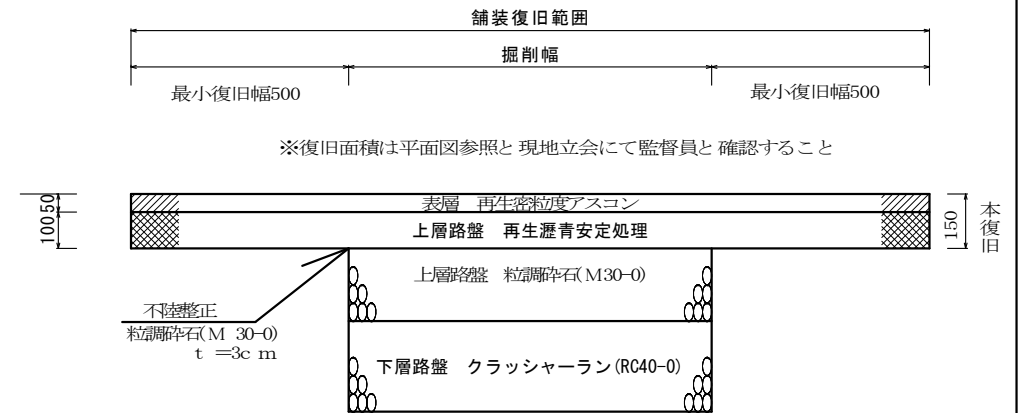 舗装復旧範囲
掘削幅
最小復旧幅500
最小復旧幅500
※復旧面積は平面図参照と現地立会にて監督員と確認すること
50
表層 再生密粒度アスコン
100
上層路盤 再生瀝青安定処理
150
本復旧
上層路盤 粒調砕石(M30-0)
不陸整正
粒調砕石(M 30-0)
t =3c m
下層路盤 クラッシャーラン(RC40-0)